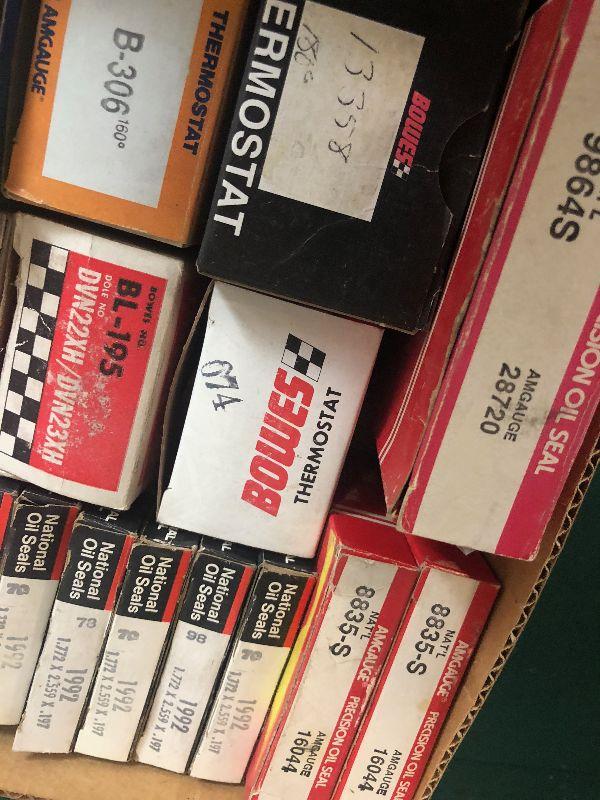 AMGAUGE
B-306 160°
THERMOSTAT
ERMOSTAT
180°
13358
BOWES
9864S
AMGAUGE
28720
SION OIL SEAL
BOWES NO.
BL-195
DOLE NO
DVN22XH/DVN23XH
BOWES
THERMOSTAT
National
Oil Seals
1992
National
Oil Seals
73
1992
1.772 X 2.559 X .197
National
Oil Seals
1992
1.772 X 2.559 X .197
National
Oil Seals
98
1992
1.772 X 2.559 X .197
National
Oil Seals
1992
1.772 X 2.559 X .197
NAT'L
8835-S
AMGAUGE
PRECISION OIL SEAL
AMGAUGE
16044
NAT'L
8835-S
AMGAUGE
PRECISION OIL SEAL
AMGAUGE
16044